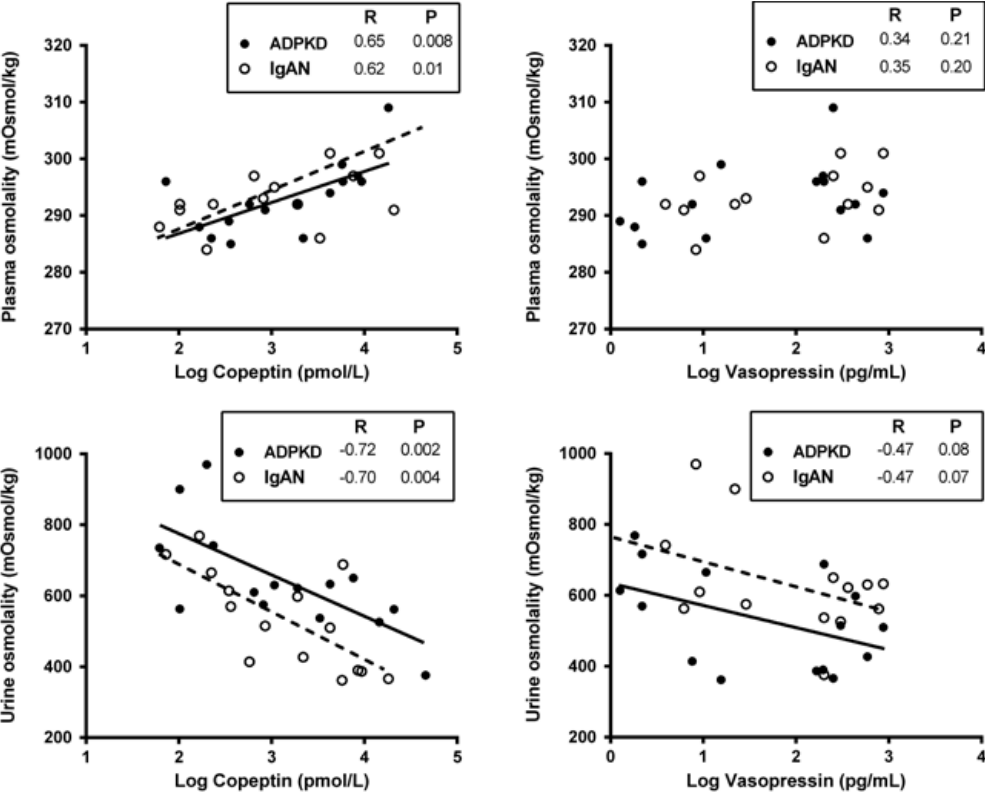 R P
ADPKD 0.65 0.008
IgAN 0.62 0.01
Plasma osmolality (mOsmol/kg)
320
310
300
290
280
270
1 2 3 4 5
Log Copeptin (pmol/L)
R P
ADPKD 0.34 0.21
IgAN 0.35 0.20
Plasma osmolality (mOsmol/kg)
320
310
300
290
280
270
0 1 2 3 4
Log Vasopressin (pg/mL)
R P
ADPKD -0.72 0.002
IgAN -0.70 0.004
Urine osmolality (mOsmol/kg)
1000
800
600
400
200
1 2 3 4 5
Log Copeptin (pmol/L)
R P
ADPKD -0.47 0.08
IgAN -0.47 0.07
Urine osmolality (mOsmol/kg)
1000
800
600
400
200
0 1 2 3 4
Log Vasopressin (pg/mL)